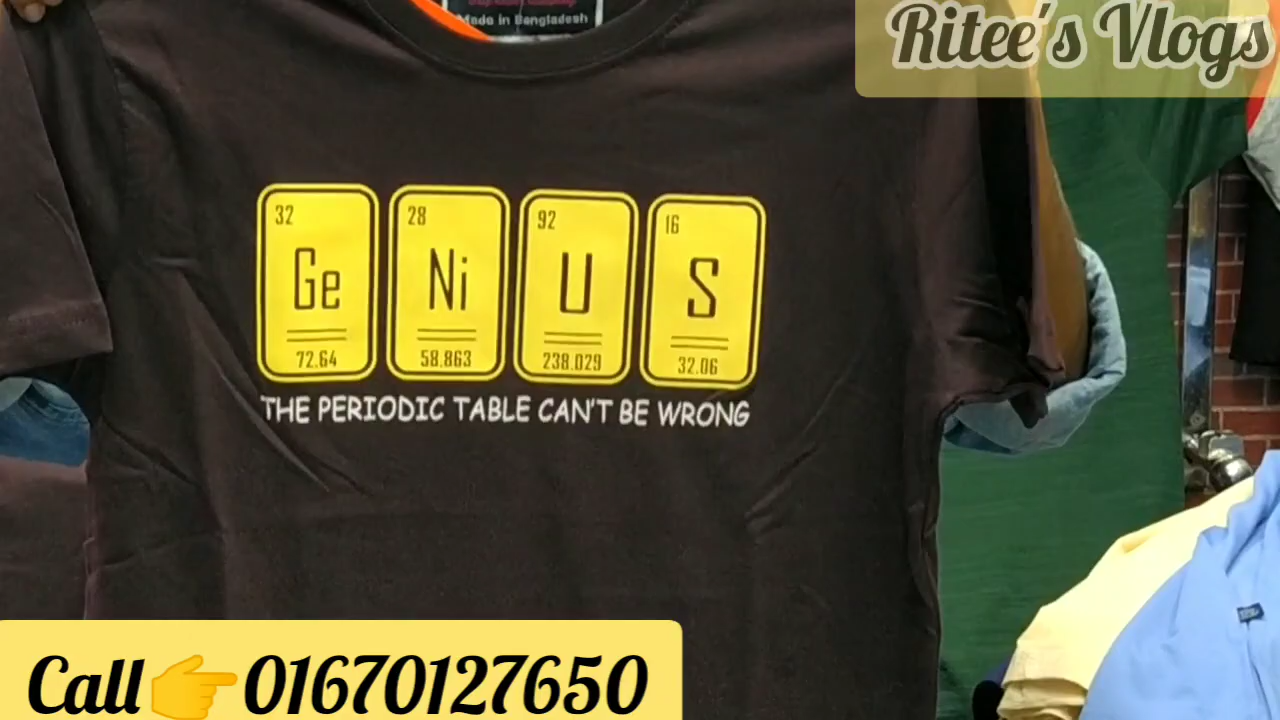 Made in Bangladesh
Ritee's Vlogs
32 28 92 16
Ge Ni U S
72.64 58.863 238.029 32.06
THE PERIODIC TABLE CAN'T BE WRONG
Call👉01670127650